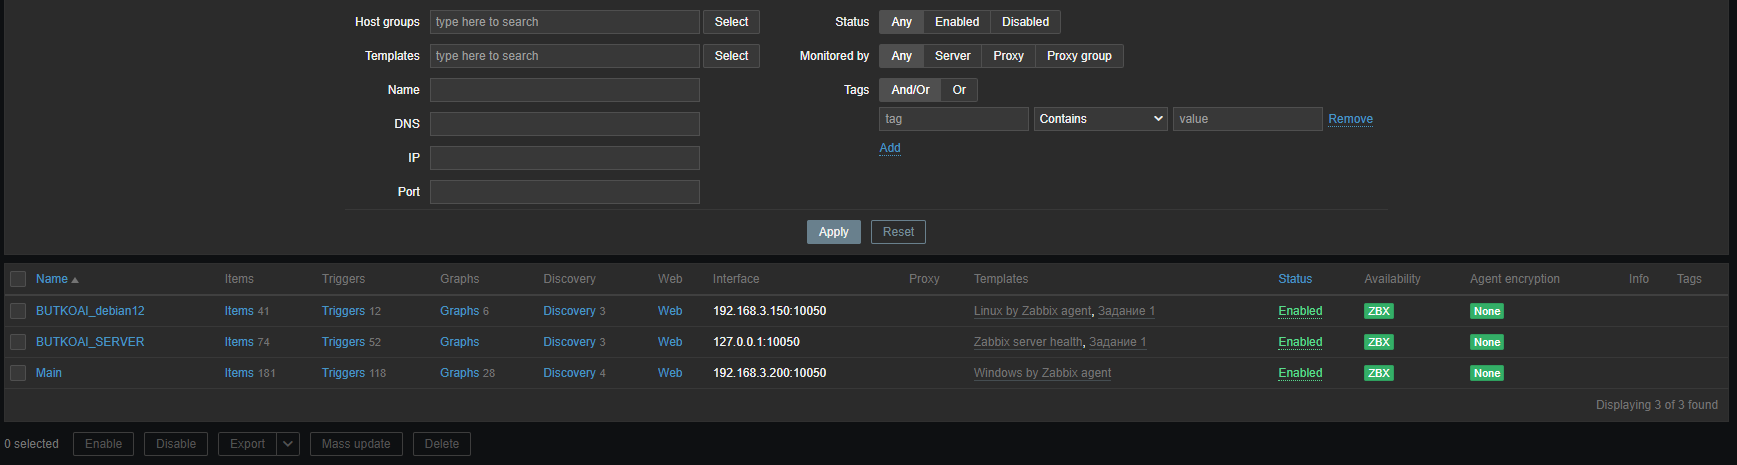 Host groups type here to search Select Status Any Enabled Disabled
Templates type here to search Select Monitored by Any Server Proxy Proxy group
Name Tags And/Or Or
DNS tag Contains value Remove
IP Add
Port
Apply Reset
Name Items Triggers Graphs Discovery Web Interface Proxy Templates Status Availability Agent encryption Info Tags
BUTKOAI_debian12 Items 41 Triggers 12 Graphs 6 Discovery 3 Web 192.168.3.150:10050 Linux by Zabbix agent, Задание 1 Enabled ZBX None
BUTKOAI_SERVER Items 74 Triggers 52 Graphs Discovery 3 Web 127.0.0.1:10050 Zabbix server health, Задание 1 Enabled ZBX None
Main Items 181 Triggers 118 Graphs 28 Discovery 4 Web 192.168.3.200:10050 Windows by Zabbix agent Enabled ZBX None
Displaying 3 of 3 found
0 selected Enable Disable Export Mass update Delete